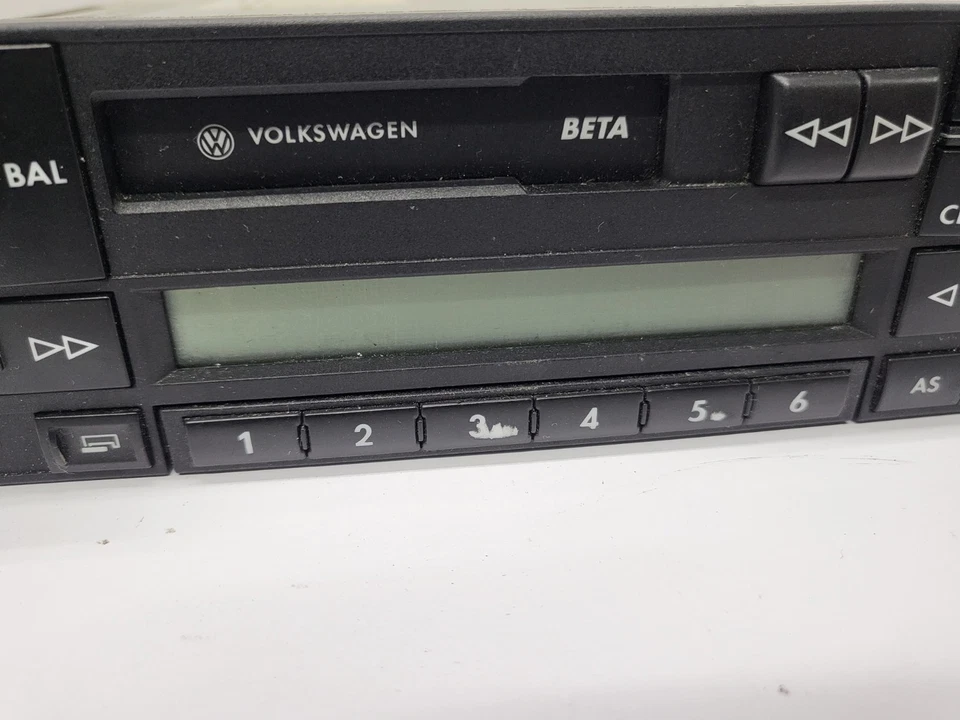 VOLKSWAGEN BETA
BAL
1 2 3 4 5 6
AS